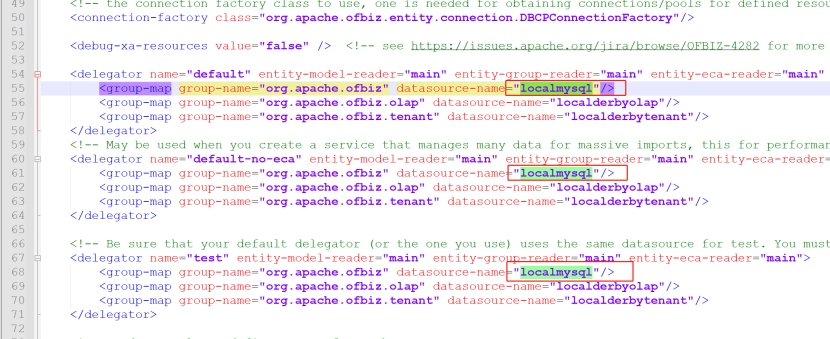 49 <!-- the connection factory class to use, one is needed for obtaining connections/pools for defined resou
50 <connection-factory class="org.apache.ofbiz.entity.connection.DBCPConnectionFactory"/>
51
52 <debug-xa-resources value="false" /> <!-- see https://issues.apache.org/jira/browse/OFBIZ-4282 for more
53
54 <delegator name="default" entity-model-reader="main" entity-group-reader="main" entity-eca-reader="main"
55 <group-map group-name="org.apache.ofbiz" datasource-name="localmysql"/>
56 <group-map group-name="org.apache.ofbiz.olap" datasource-name="localderbyolap"/>
57 <group-map group-name="org.apache.ofbiz.tenant" datasource-name="localderbytenant"/>
58 </delegator>
59 <!-- May be used when you create a service that manages many data for massive imports, this for performan
60 <delegator name="default-no-eca" entity-model-reader="main" entity-group-reader="main" entity-eca-reader=
61 <group-map group-name="org.apache.ofbiz" datasource-name="localmysql"/>
62 <group-map group-name="org.apache.ofbiz.olap" datasource-name="localderbyolap"/>
63 <group-map group-name="org.apache.ofbiz.tenant" datasource-name="localderbytenant"/>
64 </delegator>
65
66 <!-- Be sure that your default delegator (or the one you use) uses the same datasource for test. You must
67 <delegator name="test" entity-model-reader="main" entity-group-reader="main" entity-eca-reader="main">
68 <group-map group-name="org.apache.ofbiz" datasource-name="localmysql"/>
69 <group-map group-name="org.apache.ofbiz.olap" datasource-name="localderbyolap"/>
70 <group-map group-name="org.apache.ofbiz.tenant" datasource-name="localderbytenant"/>
71 </delegator>
72